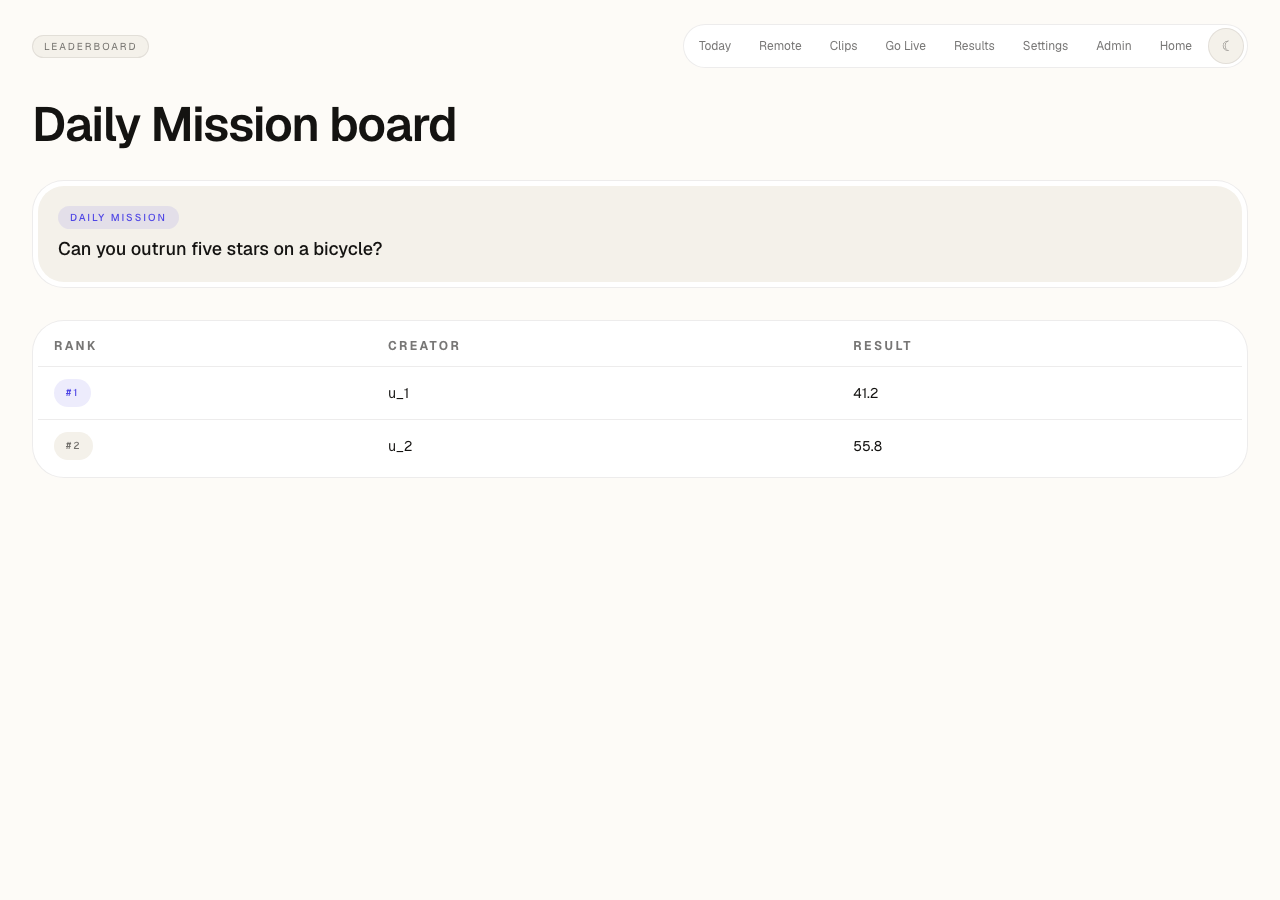 LEADERBOARD
Today Remote Clips Go Live Results Settings Admin Home
Daily Mission board
DAILY MISSION
Can you outrun five stars on a bicycle?
RANK CREATOR RESULT
#1 u_1 41.2
#2 u_2 55.8